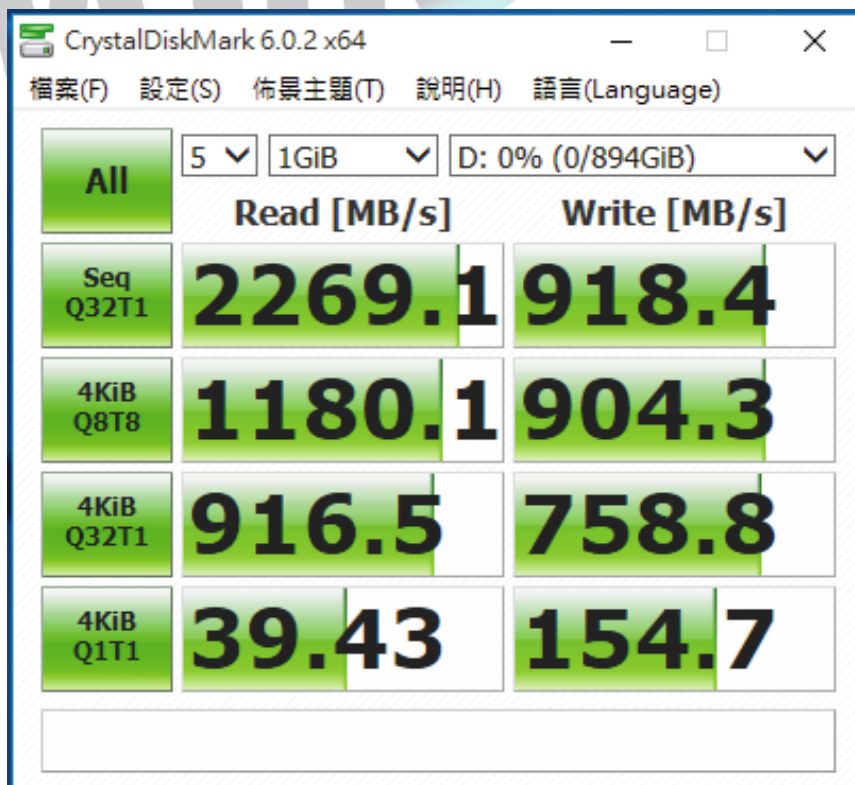 CrystalDiskMark 6.0.2 x64
檔案(F) 設定(S) 佈景主題(T) 說明(H) 語言(Language)
All 5 1GiB D: 0% (0/894GiB)
Read [MB/s] Write [MB/s]
Seq
Q32T1 2269.1 918.4
4KiB
Q8T8 1180.1 904.3
4KiB
Q32T1 916.5 758.8
4KiB
Q1T1 39.43 154.7